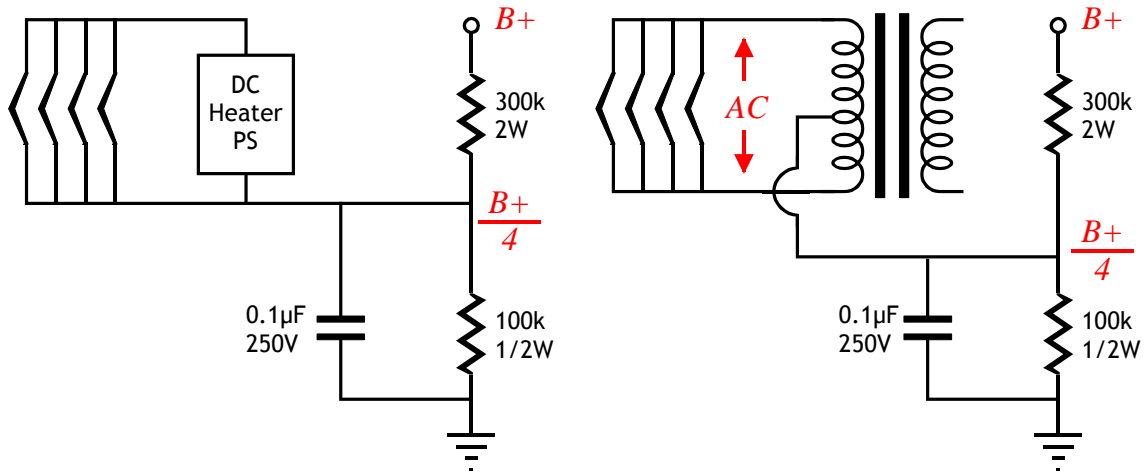 B+
DC
Heater
PS
300k
2W
B+
4
0.1µF
250V
100k
1/2W
B+
AC
300k
2W
B+
4
0.1µF
250V
100k
1/2W